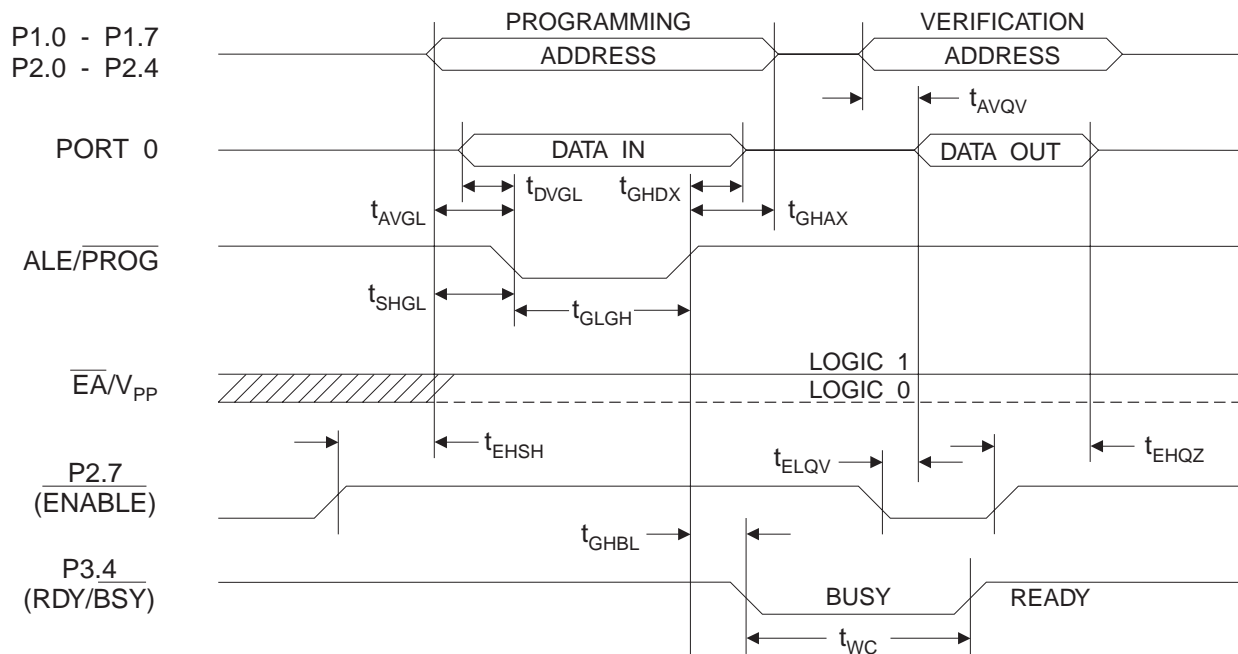 PROGRAMMING
VERIFICATION
P1.0 - P1.7
P2.0 - P2.4
ADDRESS
ADDRESS
tAVQV
PORT 0
DATA IN
DATA OUT
tDVGL
tGHDX
tAVGL
tGHAX
ALE/PROG
tSHGL
tGLGH
LOGIC 1
EA/VPP
LOGIC 0
tEHSH
tELQV
tEHQZ
P2.7
(ENABLE)
tGHBL
P3.4
(RDY/BSY)
BUSY
READY
tWC